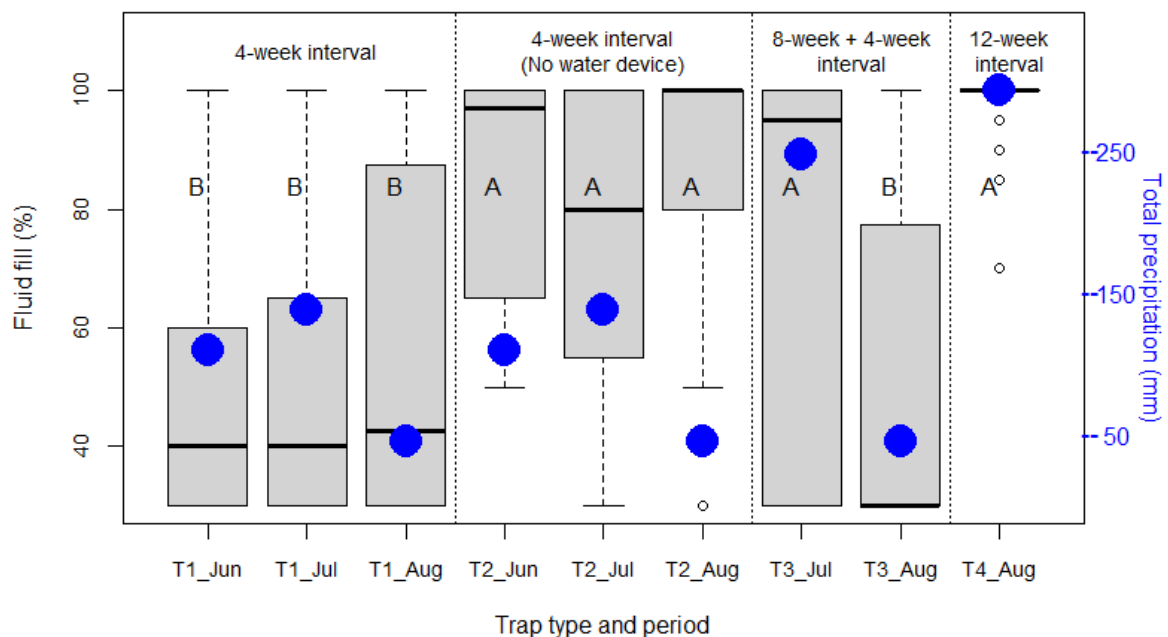 4-week interval
4-week interval
(No water device)
8-week + 4-week
interval
12-week
interval
Fluid fill (%)
100
80
60
40
B
B
B
A
A
A
A
B
A
250
150
50
Total precipitation (mm)
T1_Jun
T1_Jul
T1_Aug
T2_Jun
T2_Jul
T2_Aug
T3_Jul
T3_Aug
T4_Aug
Trap type and period